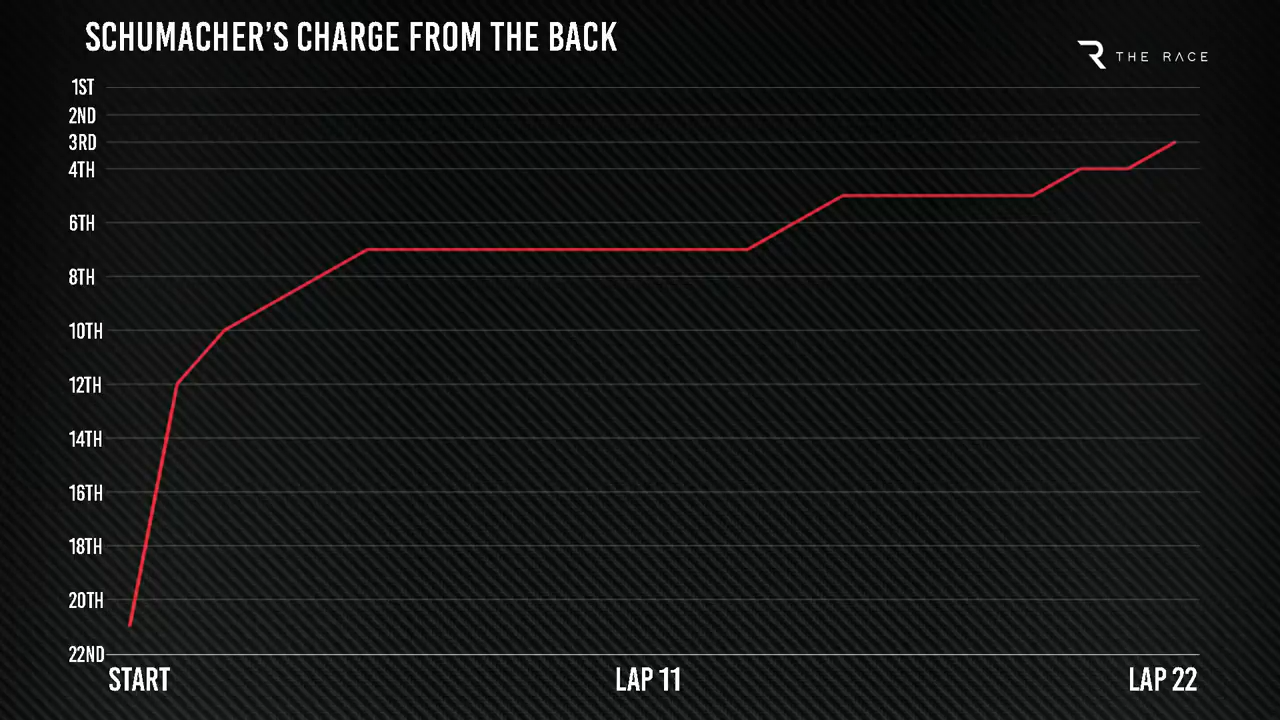 SCHUMACHER'S CHARGE FROM THE BACK
THE RACE
1ST
2ND
3RD
4TH
6TH
8TH
10TH
12TH
14TH
16TH
18TH
20TH
22ND
START LAP 11 LAP 22